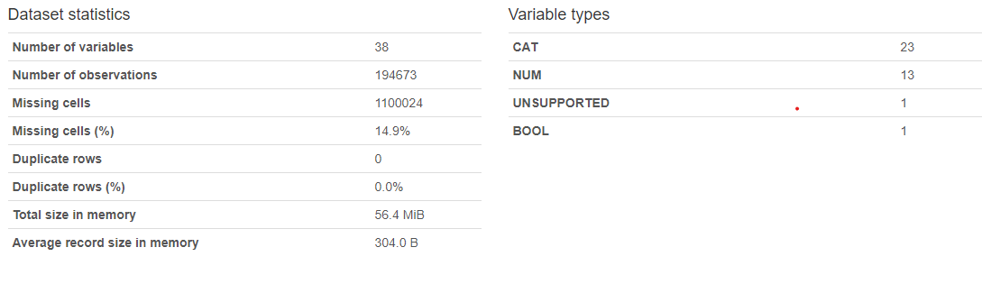 Dataset statistics
Number of variables 38
Number of observations 194673
Missing cells 1100024
Missing cells (%) 14.9%
Duplicate rows 0
Duplicate rows (%) 0.0%
Total size in memory 56.4 MiB
Average record size in memory 304.0 B
Variable types
CAT 23
NUM 13
UNSUPPORTED 1
BOOL 1